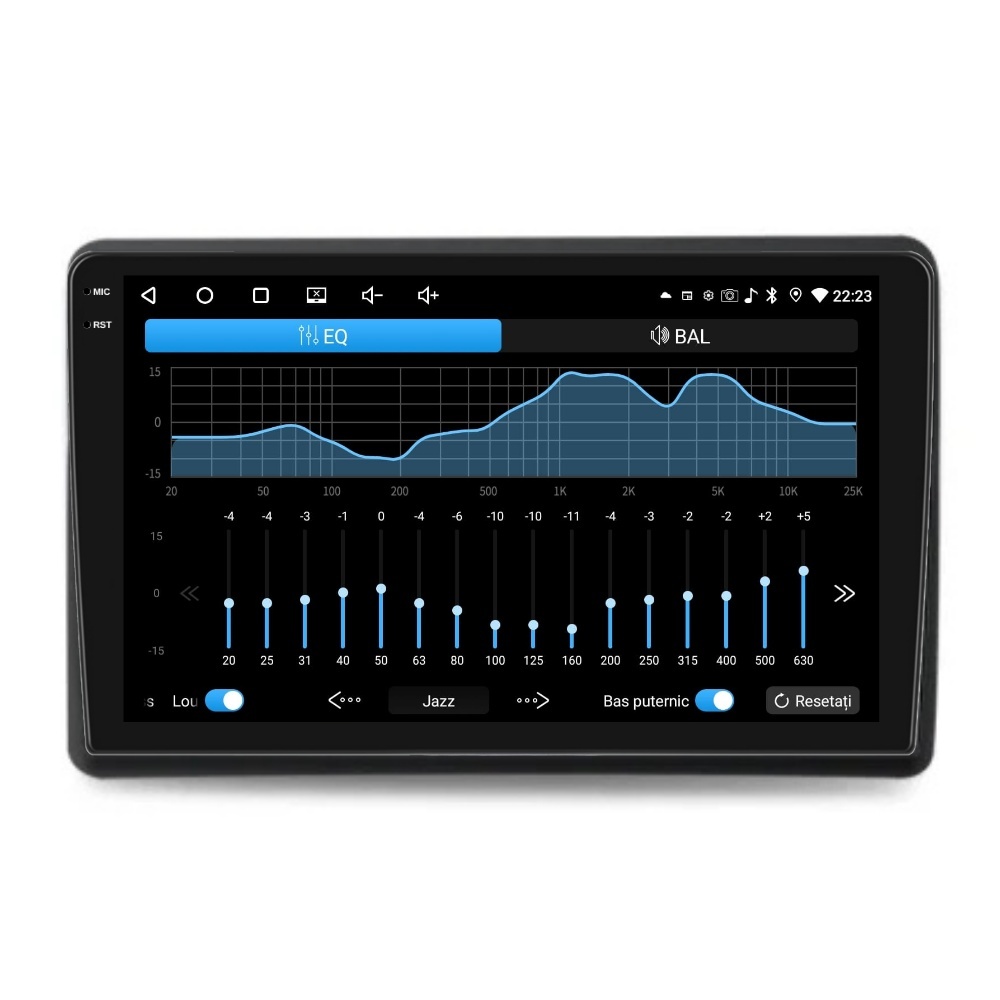 MIC
RST
22:23
EQ
BAL
15
0
-15
20 50 100 200 500 1K 2K 5K 10K 25K
-4 -4 -3 -1 0 -4 -6 -10 -10 -11 -4 -3 -2 -2 +2 +5
15
0
-15
20 25 31 40 50 63 80 100 125 160 200 250 315 400 500 630
s Lou Jazz Bas puternic Resetați